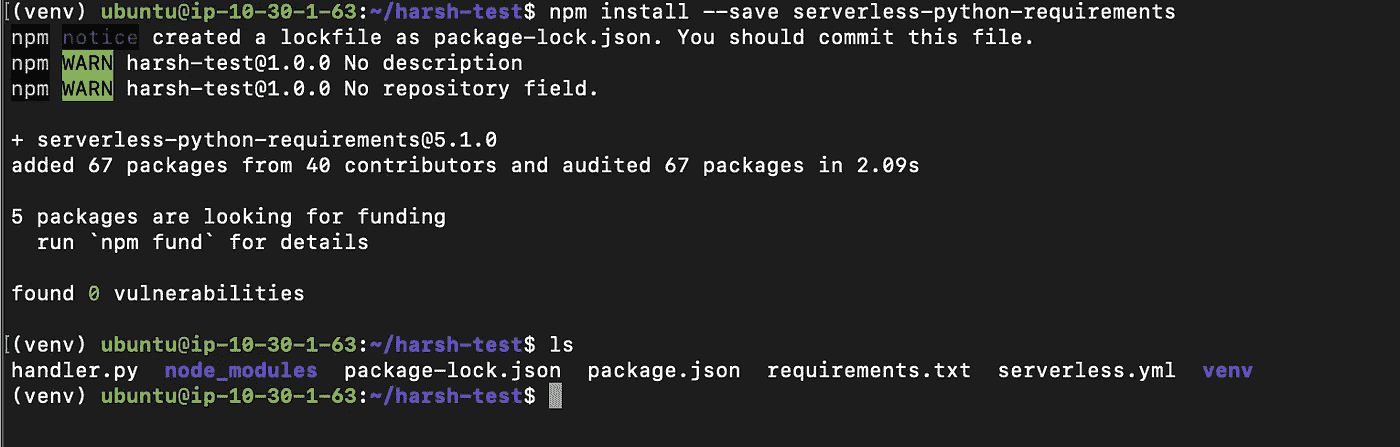 [(venv) ubuntu@ip-10-30-1-63:~/harsh-test$ npm install --save serverless-python-requirements
npm notice created a lockfile as package-lock.json. You should commit this file.
npm WARN harsh-test@1.0.0 No description
npm WARN harsh-test@1.0.0 No repository field.
+ serverless-python-requirements@5.1.0
added 67 packages from 40 contributors and audited 67 packages in 2.09s
5 packages are looking for funding
run `npm fund` for details
found 0 vulnerabilities
[(venv) ubuntu@ip-10-30-1-63:~/harsh-test$ ls
handler.py node_modules package-lock.json package.json requirements.txt serverless.yml venv
(venv) ubuntu@ip-10-30-1-63:~/harsh-test$